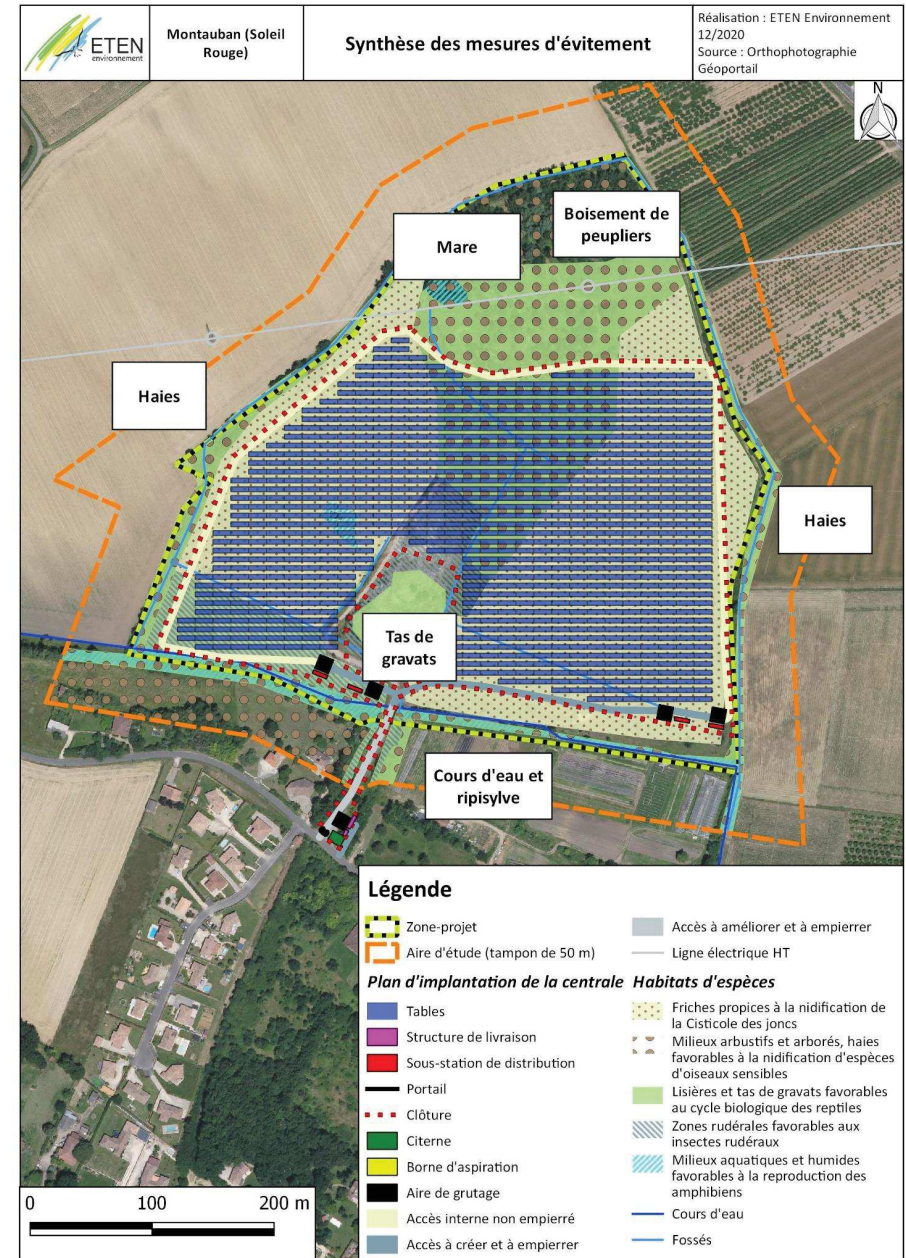 ETEN
environnement
Montauban (Soleil
Rouge)
Synthèse des mesures d'évitement
Réalisation : ETEN Environnement
12/2020
Source : Orthophotographie
Géoportail
N
Boisement de
peupliers
Mare
Haies
Haies
Tas de
gravats
Cours d'eau et
ripisylve
Légende
Zone-projet
Aire d'étude (tampon de 50 m)
Plan d'implantation de la centrale
Tables
Structure de livraison
Sous-station de distribution
Portail
Clôture
Citerne
Borne d'aspiration
Aire de grutage
Accès interne non empierré
Accès à créer et à empierrer
Accès à améliorer et à empierrer
Ligne électrique HT
Habitats d'espèces
Friches propices à la nidification de
la Cisticole des joncs
Milieux arbustifs et arborés, haies
favorables à la nidification d'espèces
d'oiseaux sensibles
Lisières et tas de gravats favorables
au cycle biologique des reptiles
Zones rudérales favorables aux
insectes rudéraux
Milieux aquatiques et humides
favorables à la reproduction des
amphibiens
Cours d'eau
Fossés
0 100 200 m